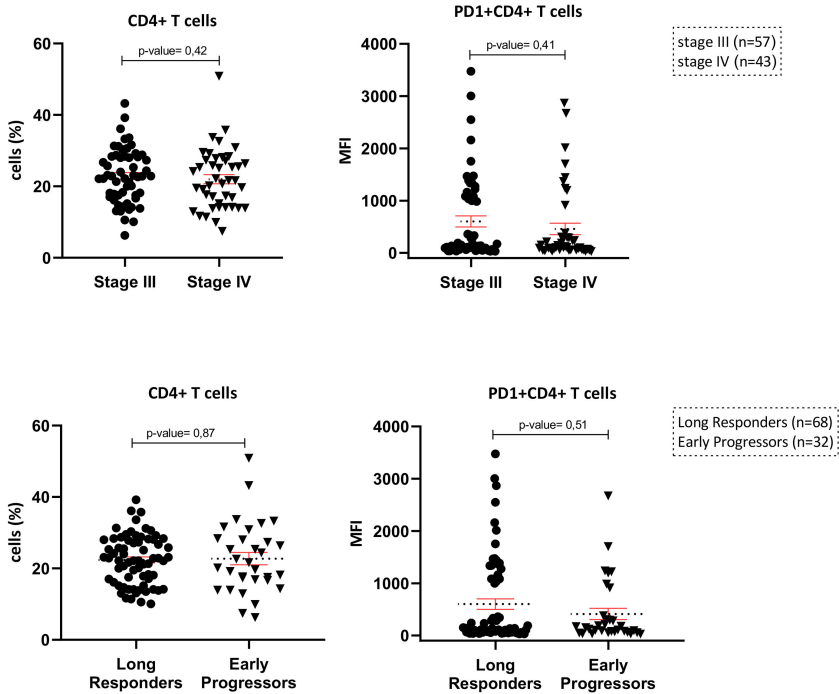 CD4+ T cells
p-value= 0,42
cells (%)
60
40
20
0
Stage III
Stage IV
PD1+CD4+ T cells
p-value= 0,41
MFI
4000
3000
2000
1000
0
Stage III
Stage IV
stage III (n=57)
stage IV (n=43)
CD4+ T cells
p-value= 0,87
cells (%)
60
40
20
0
Long
Responders
Early
Progressors
PD1+CD4+ T cells
p-value= 0,51
MFI
4000
3000
2000
1000
0
Long
Responders
Early
Progressors
Long Responders (n=68)
Early Progressors (n=32)